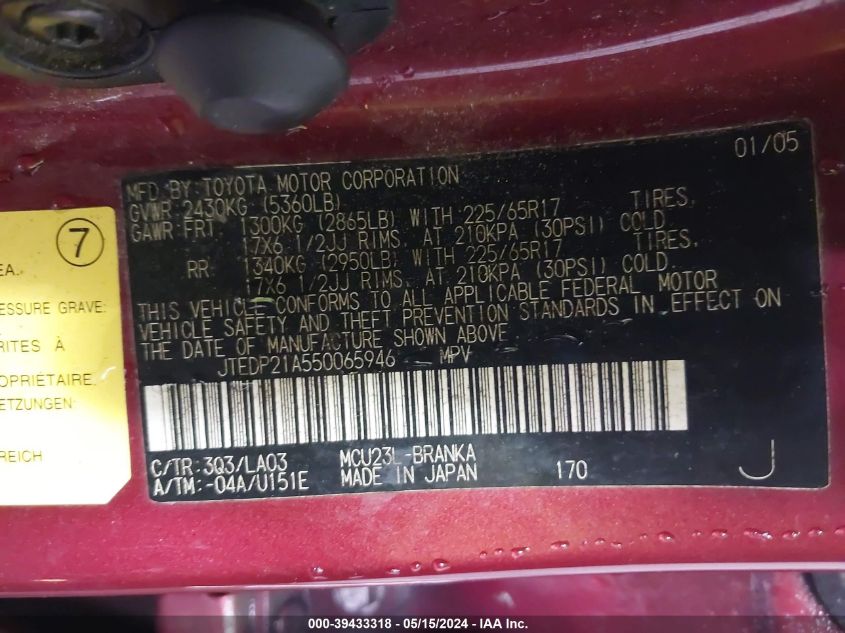 01/05
MFD BY: TOYOTA MOTOR CORPORATION
GVWR 2430KG (5360LB)
GAWR FRT 1300KG (2865LB) WITH 225/65R17 TIRES,
17X6 1/2JJ RIMS, AT 210KPA (30PSI) COLD.
RR 1340KG (2950LB) WITH 225/65R17 TIRES,
17X6 1/2JJ RIMS, AT 210KPA (30PSI) COLD.
THIS VEHICLE CONFORMS TO ALL APPLICABLE FEDERAL MOTOR
VEHICLE SAFETY AND THEFT PREVENTION STANDARDS IN EFFECT ON
THE DATE OF MANUFACTURE SHOWN ABOVE.
JTEDP21A550065946 MPV
C/TR: 3Q3/LA03 MCU23L-BRANKA
A/TM: -04A/U151E MADE IN JAPAN 170 J
7
EA.
ESSURE GRAVE:
RITES À
OPRIÉTAIRE.
ETZUNGEN:
REICH
000-39433318 - 05/15/2024 - IAAI.COM